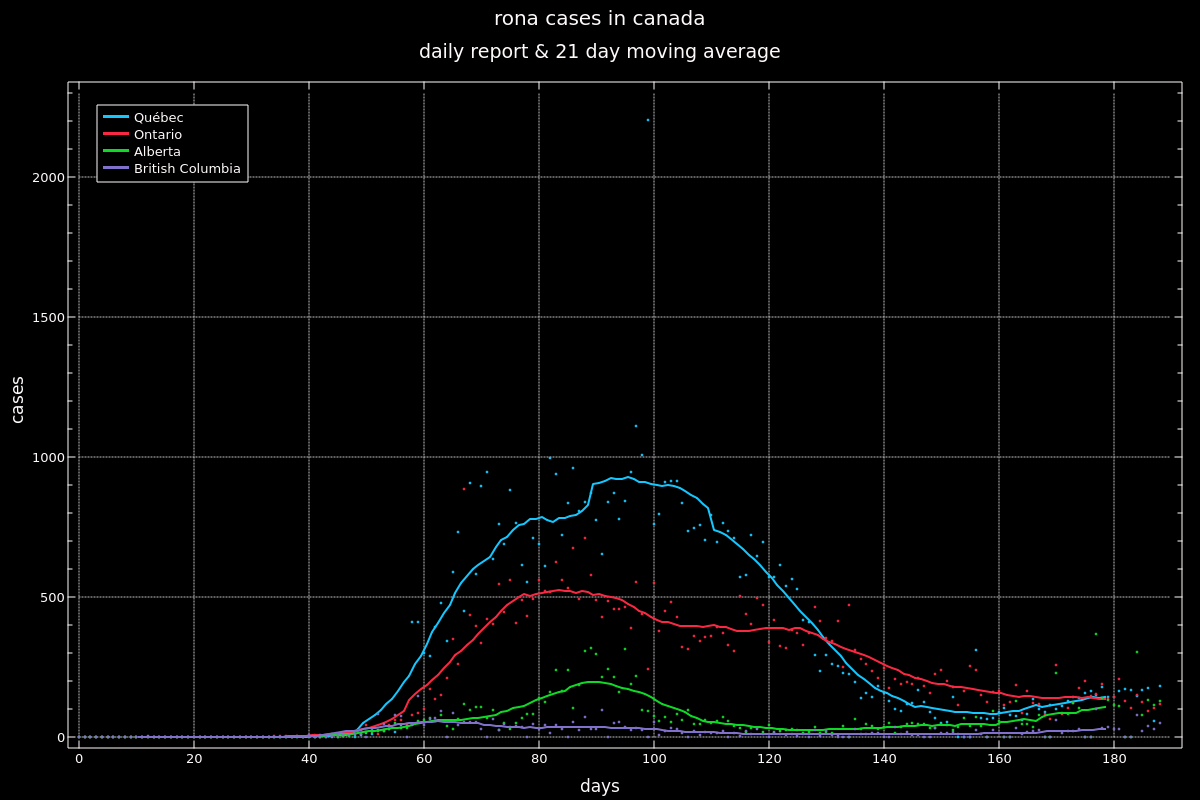 rona cases in canada
daily report & 21 day moving average
Québec
Ontario
Alberta
British Columbia
2000
1500
1000
500
0
cases
0 20 40 60 80 100 120 140 160 180
days